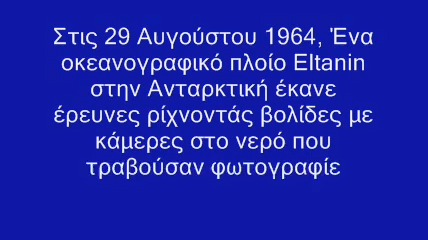 Στις 29 Αυγούστου 1964, Ένα
οκεανογραφικό πλοίο Eltanin
στην Ανταρκτική έκανε
έρευνες ρίχνοντάς βολίδες με
κάμερες στο νερό που
τραβούσαν φωτογραφίε